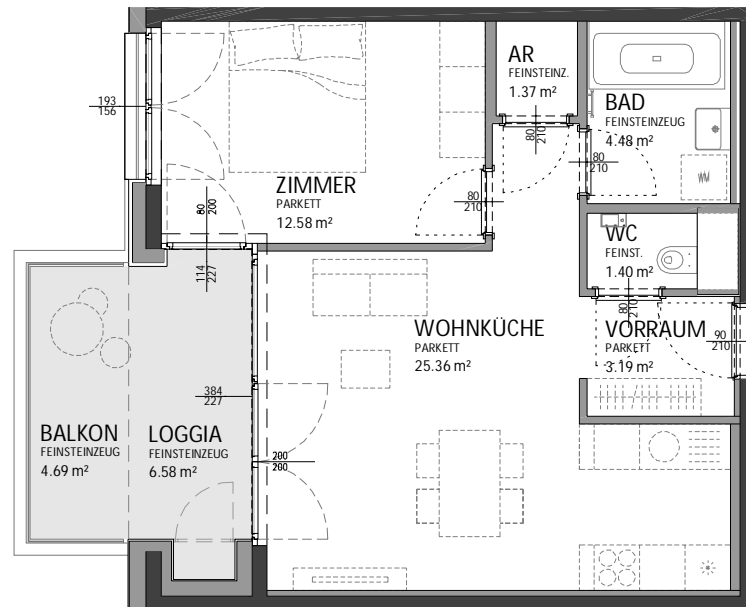 AR
FEINSTEINZ.
1.37 m²
BAD
FEINSTEINZEUG
4.48 m²
193
156
80
210
80
210
ZIMMER
PARKETT
12.58 m²
80
200
80
210
WC
FEINST.
1.40 m²
114
227
80
210
WOHNKÜCHE
PARKETT
25.36 m²
VORRAUM
PARKETT
3.19 m²
90
210
384
227
BALKON
FEINSTEINZEUG
4.69 m²
LOGGIA
FEINSTEINZEUG
6.58 m²
200
200